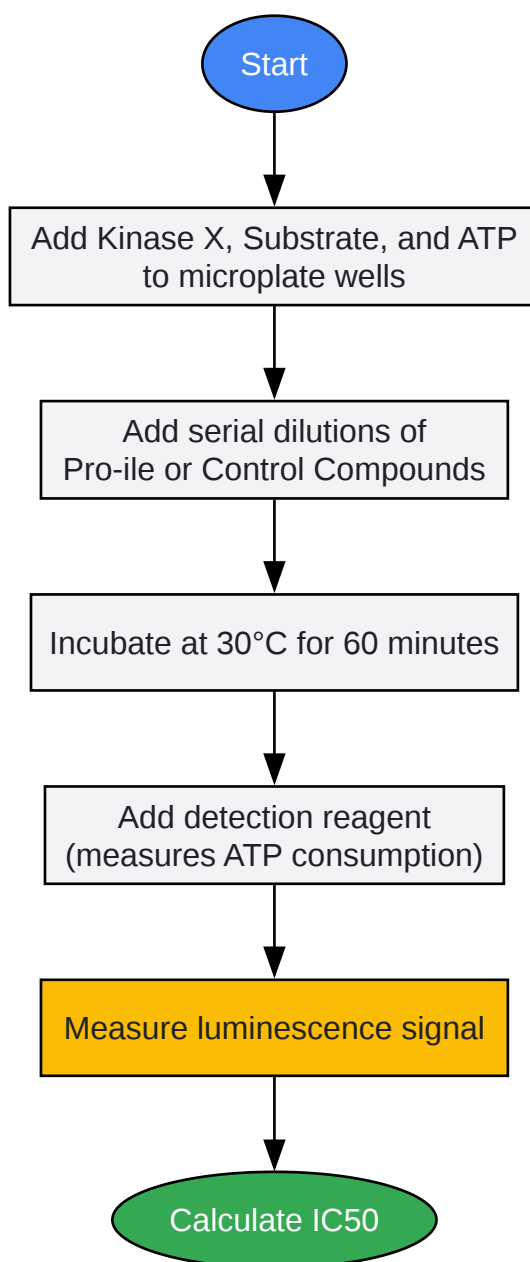 Start
Add Kinase X, Substrate, and ATP
to microplate wells
Add serial dilutions of
Pro-ile or Control Compounds
Incubate at 30°C for 60 minutes
Add detection reagent
(measures ATP consumption)
Measure luminescence signal
Calculate IC50